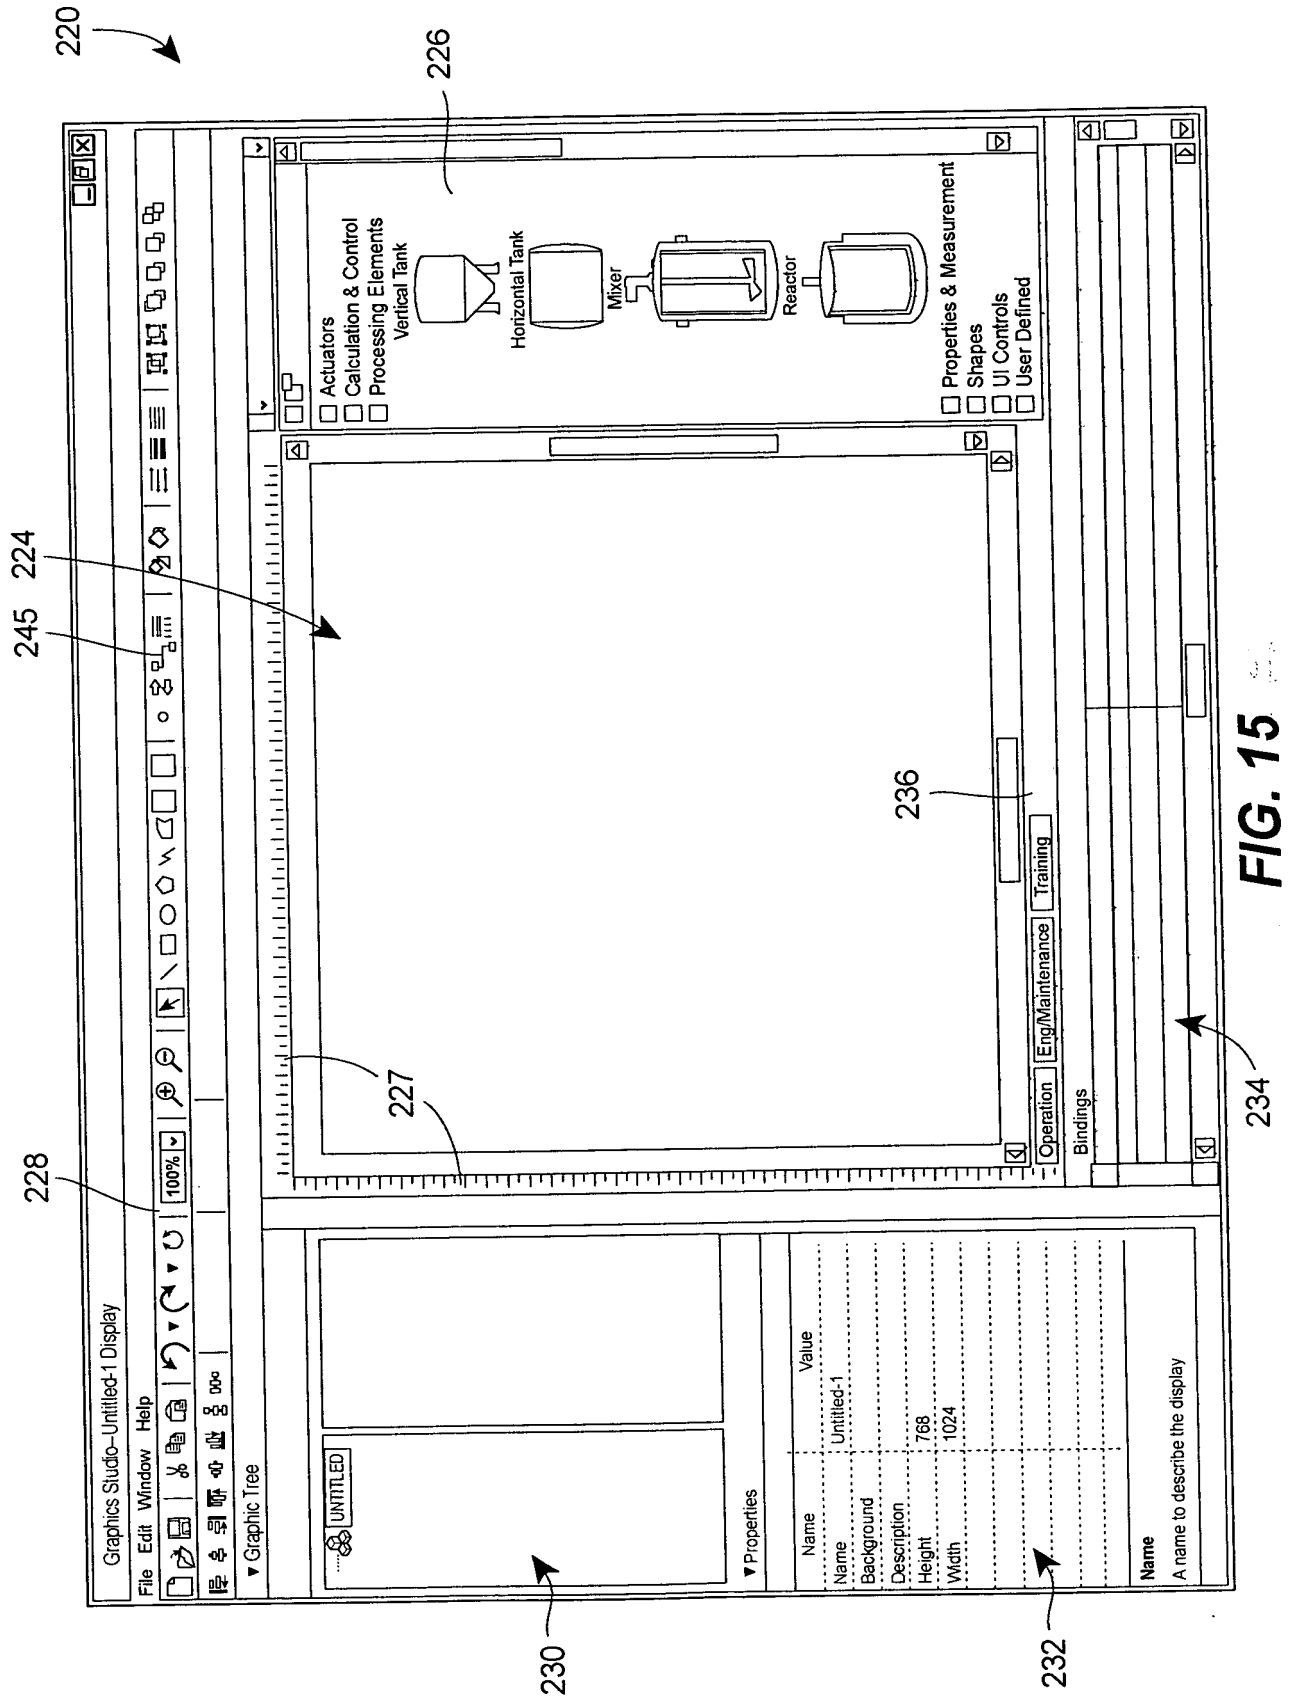 220
Graphics Studio–Untitled-1 Display
File Edit Window Help
228
245
224
226
100%
▾ Graphic Tree
UNTITLED
230
227
Actuators
Calculation & Control
Processing Elements
Vertical Tank
Horizontal Tank
Mixer
Reactor
Properties & Measurement
Shapes
UI Controls
User Defined
▾ Properties
Name Value
Name Untitled-1
Background
Description
Height 768
Width 1024
232
Name
A name to describe the display
Operation Eng/Maintenance Training
236
Bindings
234
FIG. 15